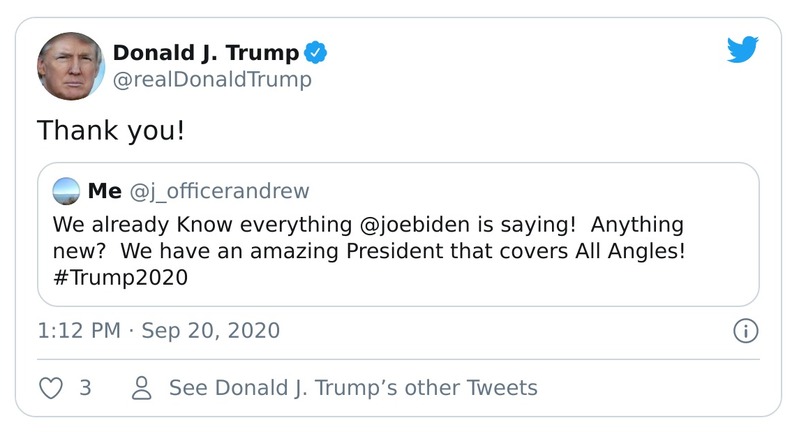 Donald J. Trump
@realDonaldTrump
Thank you!
Me @j_officerandrew
We already Know everything @joebiden is saying!  Anything
new?  We have an amazing President that covers All Angles!
#Trump2020
1:12 PM · Sep 20, 2020
3 See Donald J. Trump’s other Tweets